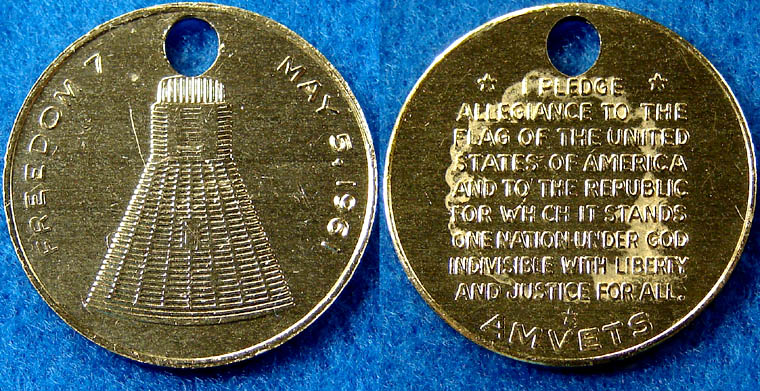 FREEDOM 7
MAY 5, 1961
I PLEDGE
ALLEGIANCE TO THE
FLAG OF THE UNITED
STATES OF AMERICA
AND TO THE REPUBLIC
FOR WHICH IT STANDS
ONE NATION UNDER GOD
INDIVISIBLE WITH LIBERTY
AND JUSTICE FOR ALL.
AMVETS